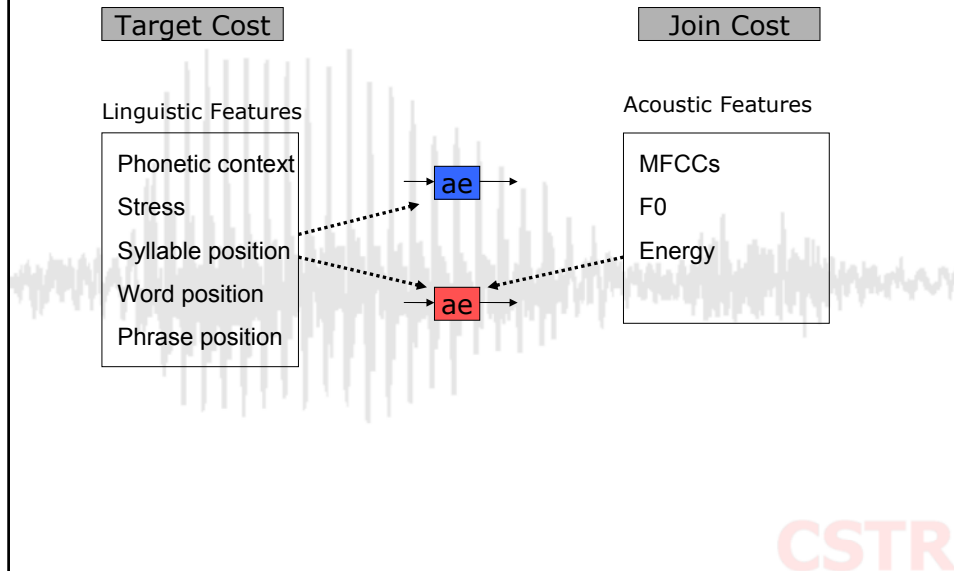 Target Cost
Join Cost
Linguistic Features
Acoustic Features
Phonetic context
Stress
Syllable position
Word position
Phrase position
ae
ae
MFCCs
F0
Energy
CSTR